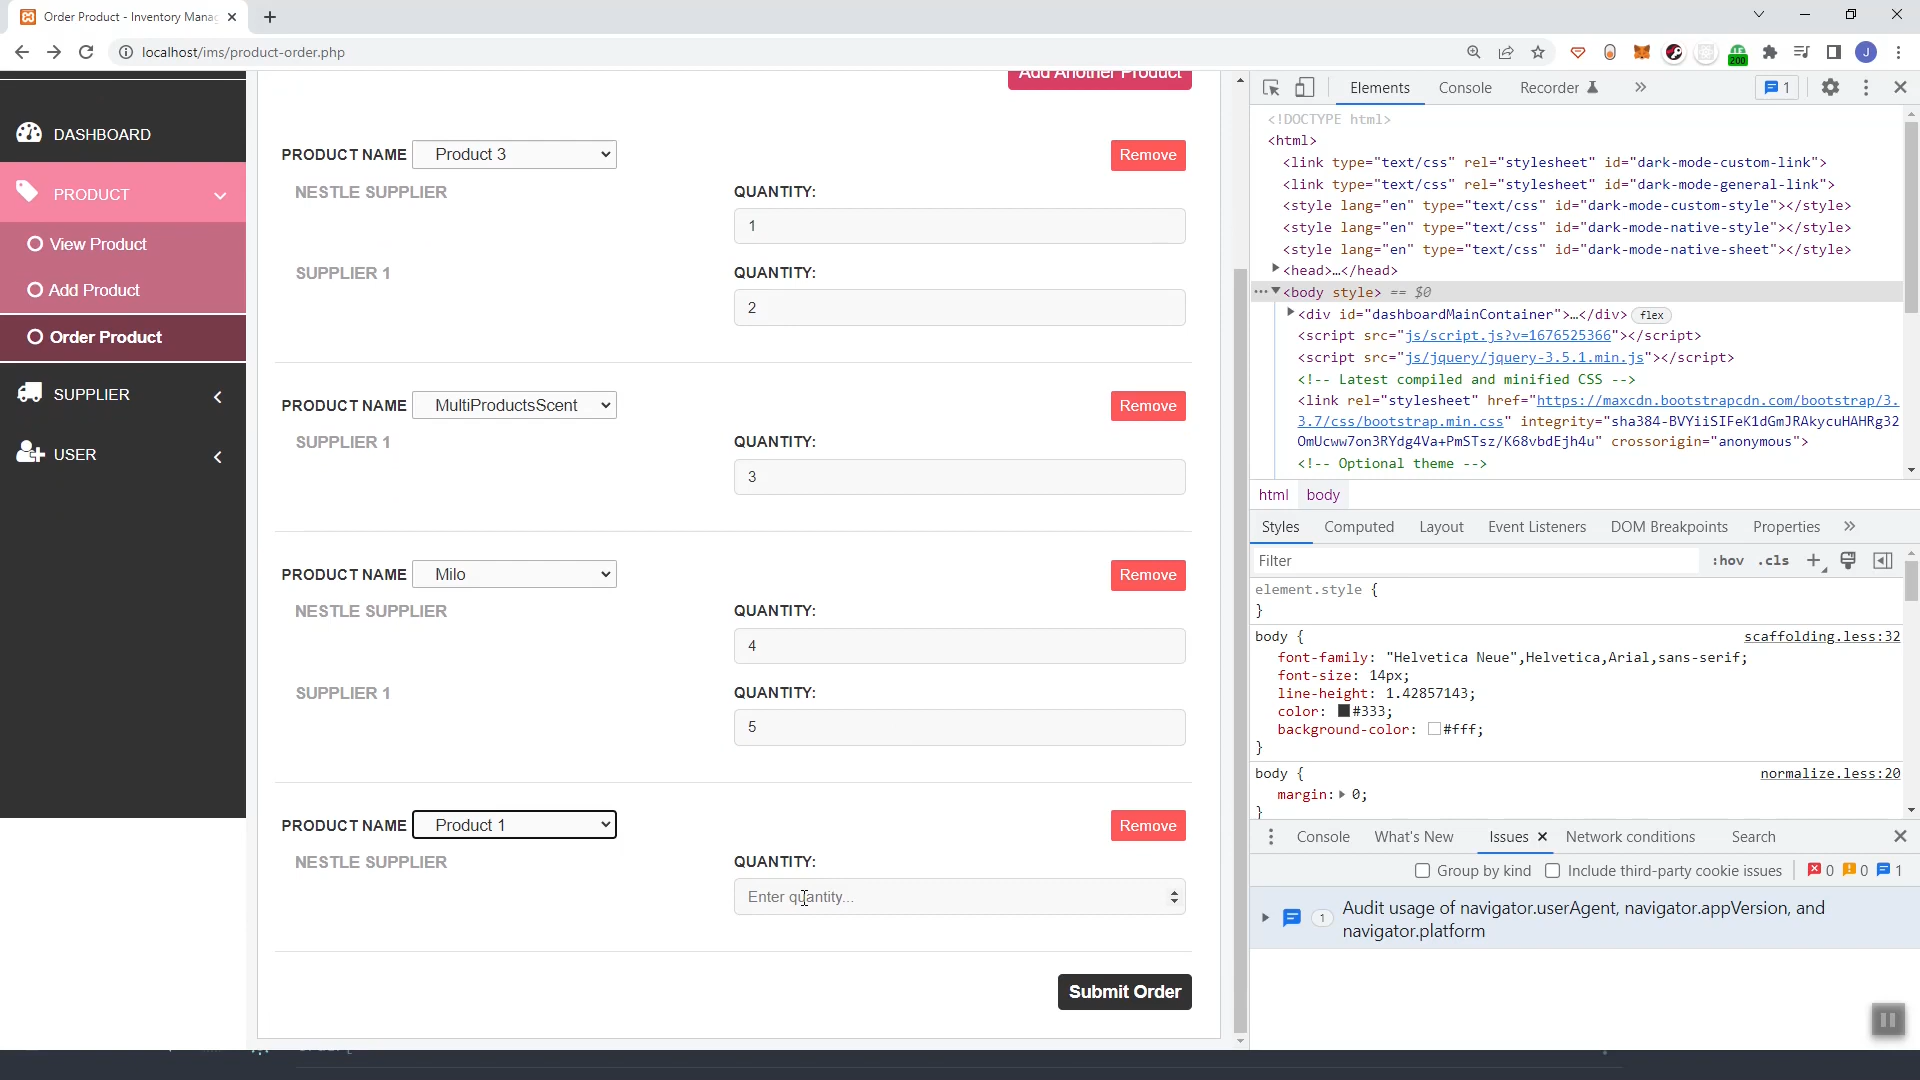 Order Product - Inventory Mana
localhost/ims/product-order.php
J
200
DASHBOARD
PRODUCT
View Product
Add Product
Order Product
SUPPLIER
USER
Add Another Product
PRODUCT NAME Product 3 Remove
NESTLE SUPPLIER QUANTITY:
1
SUPPLIER 1 QUANTITY:
2
PRODUCT NAME MultiProductsScent Remove
SUPPLIER 1 QUANTITY:
3
PRODUCT NAME Milo Remove
NESTLE SUPPLIER QUANTITY:
4
SUPPLIER 1 QUANTITY:
5
PRODUCT NAME Product 1 Remove
NESTLE SUPPLIER QUANTITY:
Enter quantity...
Submit Order
Elements Console Recorder 1
<!DOCTYPE html>
<html>
<link type="text/css" rel="stylesheet" id="dark-mode-custom-link">
<link type="text/css" rel="stylesheet" id="dark-mode-general-link">
<style lang="en" type="text/css" id="dark-mode-custom-style"></style>
<style lang="en" type="text/css" id="dark-mode-native-style"></style>
<style lang="en" type="text/css" id="dark-mode-native-sheet"></style>
<head>…</head>
<body style> == $0
<div id="dashboardMainContainer">…</div> flex
<script src="js/script.js?v=1676525366"></script>
<script src="js/jquery/jquery-3.5.1.min.js"></script>
<!-- Latest compiled and minified CSS -->
<link rel="stylesheet" href="https://maxcdn.bootstrapcdn.com/bootstrap/3.
3.7/css/bootstrap.min.css" integrity="sha384-BVYiiSIFeK1dGmJRAkycuHAHRg32
OmUcww7on3RYdg4Va+PmSTsz/K68vbdEjh4u" crossorigin="anonymous">
<!-- Optional theme -->
html body
Styles Computed Layout Event Listeners DOM Breakpoints Properties
Filter :hov .cls
element.style {
}
body { scaffolding.less:32
font-family: "Helvetica Neue",Helvetica,Arial,sans-serif;
font-size: 14px;
line-height: 1.42857143;
color: #333;
background-color: #fff;
}
body { normalize.less:20
margin: 0;
}
Console What's New Issues Network conditions Search
Group by kind Include third-party cookie issues 0 0 1
1 Audit usage of navigator.userAgent, navigator.appVersion, and
navigator.platform